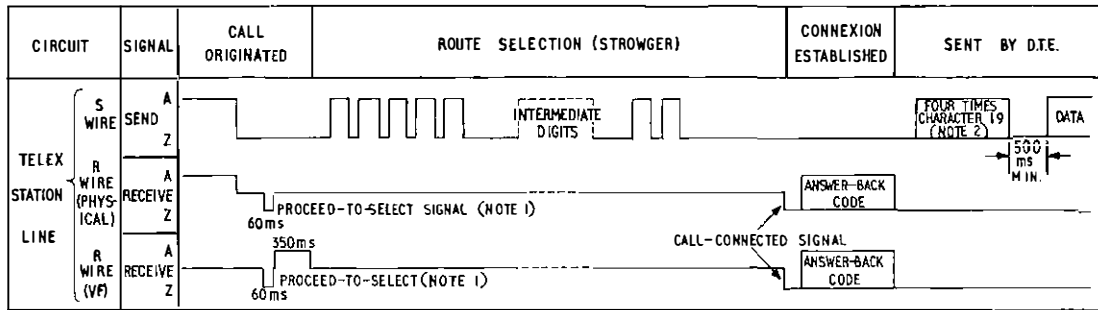 CIRCUIT
SIGNAL
CALL
ORIGINATED
ROUTE SELECTION (STROWGER)
CONNEXION
ESTABLISHED
SENT BY D.T.E.
TELEX
STATION
LINE
S
WIRE
SEND
A
Z
INTERMEDIATE
DIGITS
FOUR TIMES
CHARACTER 19
(NOTE 2)
500
ms
MIN.
DATA
R
WIRE
(PHYS-
ICAL)
RECEIVE
A
Z
60ms
PROCEED-TO-SELECT SIGNAL (NOTE 1)
ANSWER-BACK
CODE
CALL-CONNECTED SIGNAL
R
WIRE
(VF)
RECEIVE
A
Z
350ms
60ms
PROCEED-TO-SELECT (NOTE 1)
ANSWER-BACK
CODE